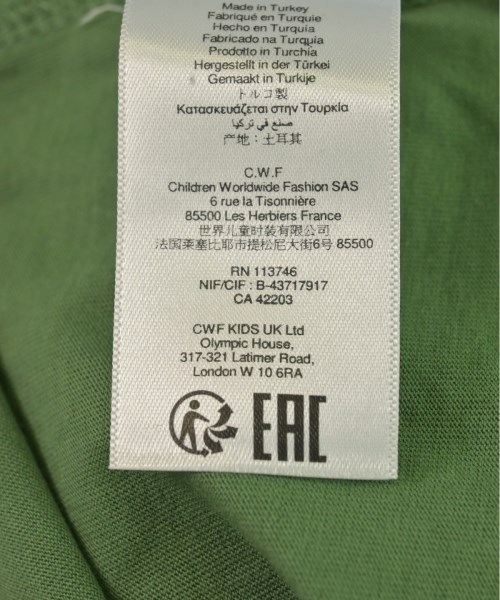 Made in Turkey
Fabriqué en Turquie
Hecho en Turquía
Fabricado na Turquia
Prodotto in Turchia
Hergestellt in der Türkei
Gemaakt in Turkije
トルコ製
Κατασκευάζεται στην Τουρκία
صنع في تركيا
产地：土耳其
C.W.F
Children Worldwide Fashion SAS
6 rue la Tisonnière
85500 Les Herbiers France
世界儿童时装有限公司
法国莱塞比耶市提松尼大街6号 85500
RN 113746
NIF/CIF : B-43717917
CA 42203
CWF KIDS UK Ltd
Olympic House,
317-321 Latimer Road,
London W 10 6RA
EAC